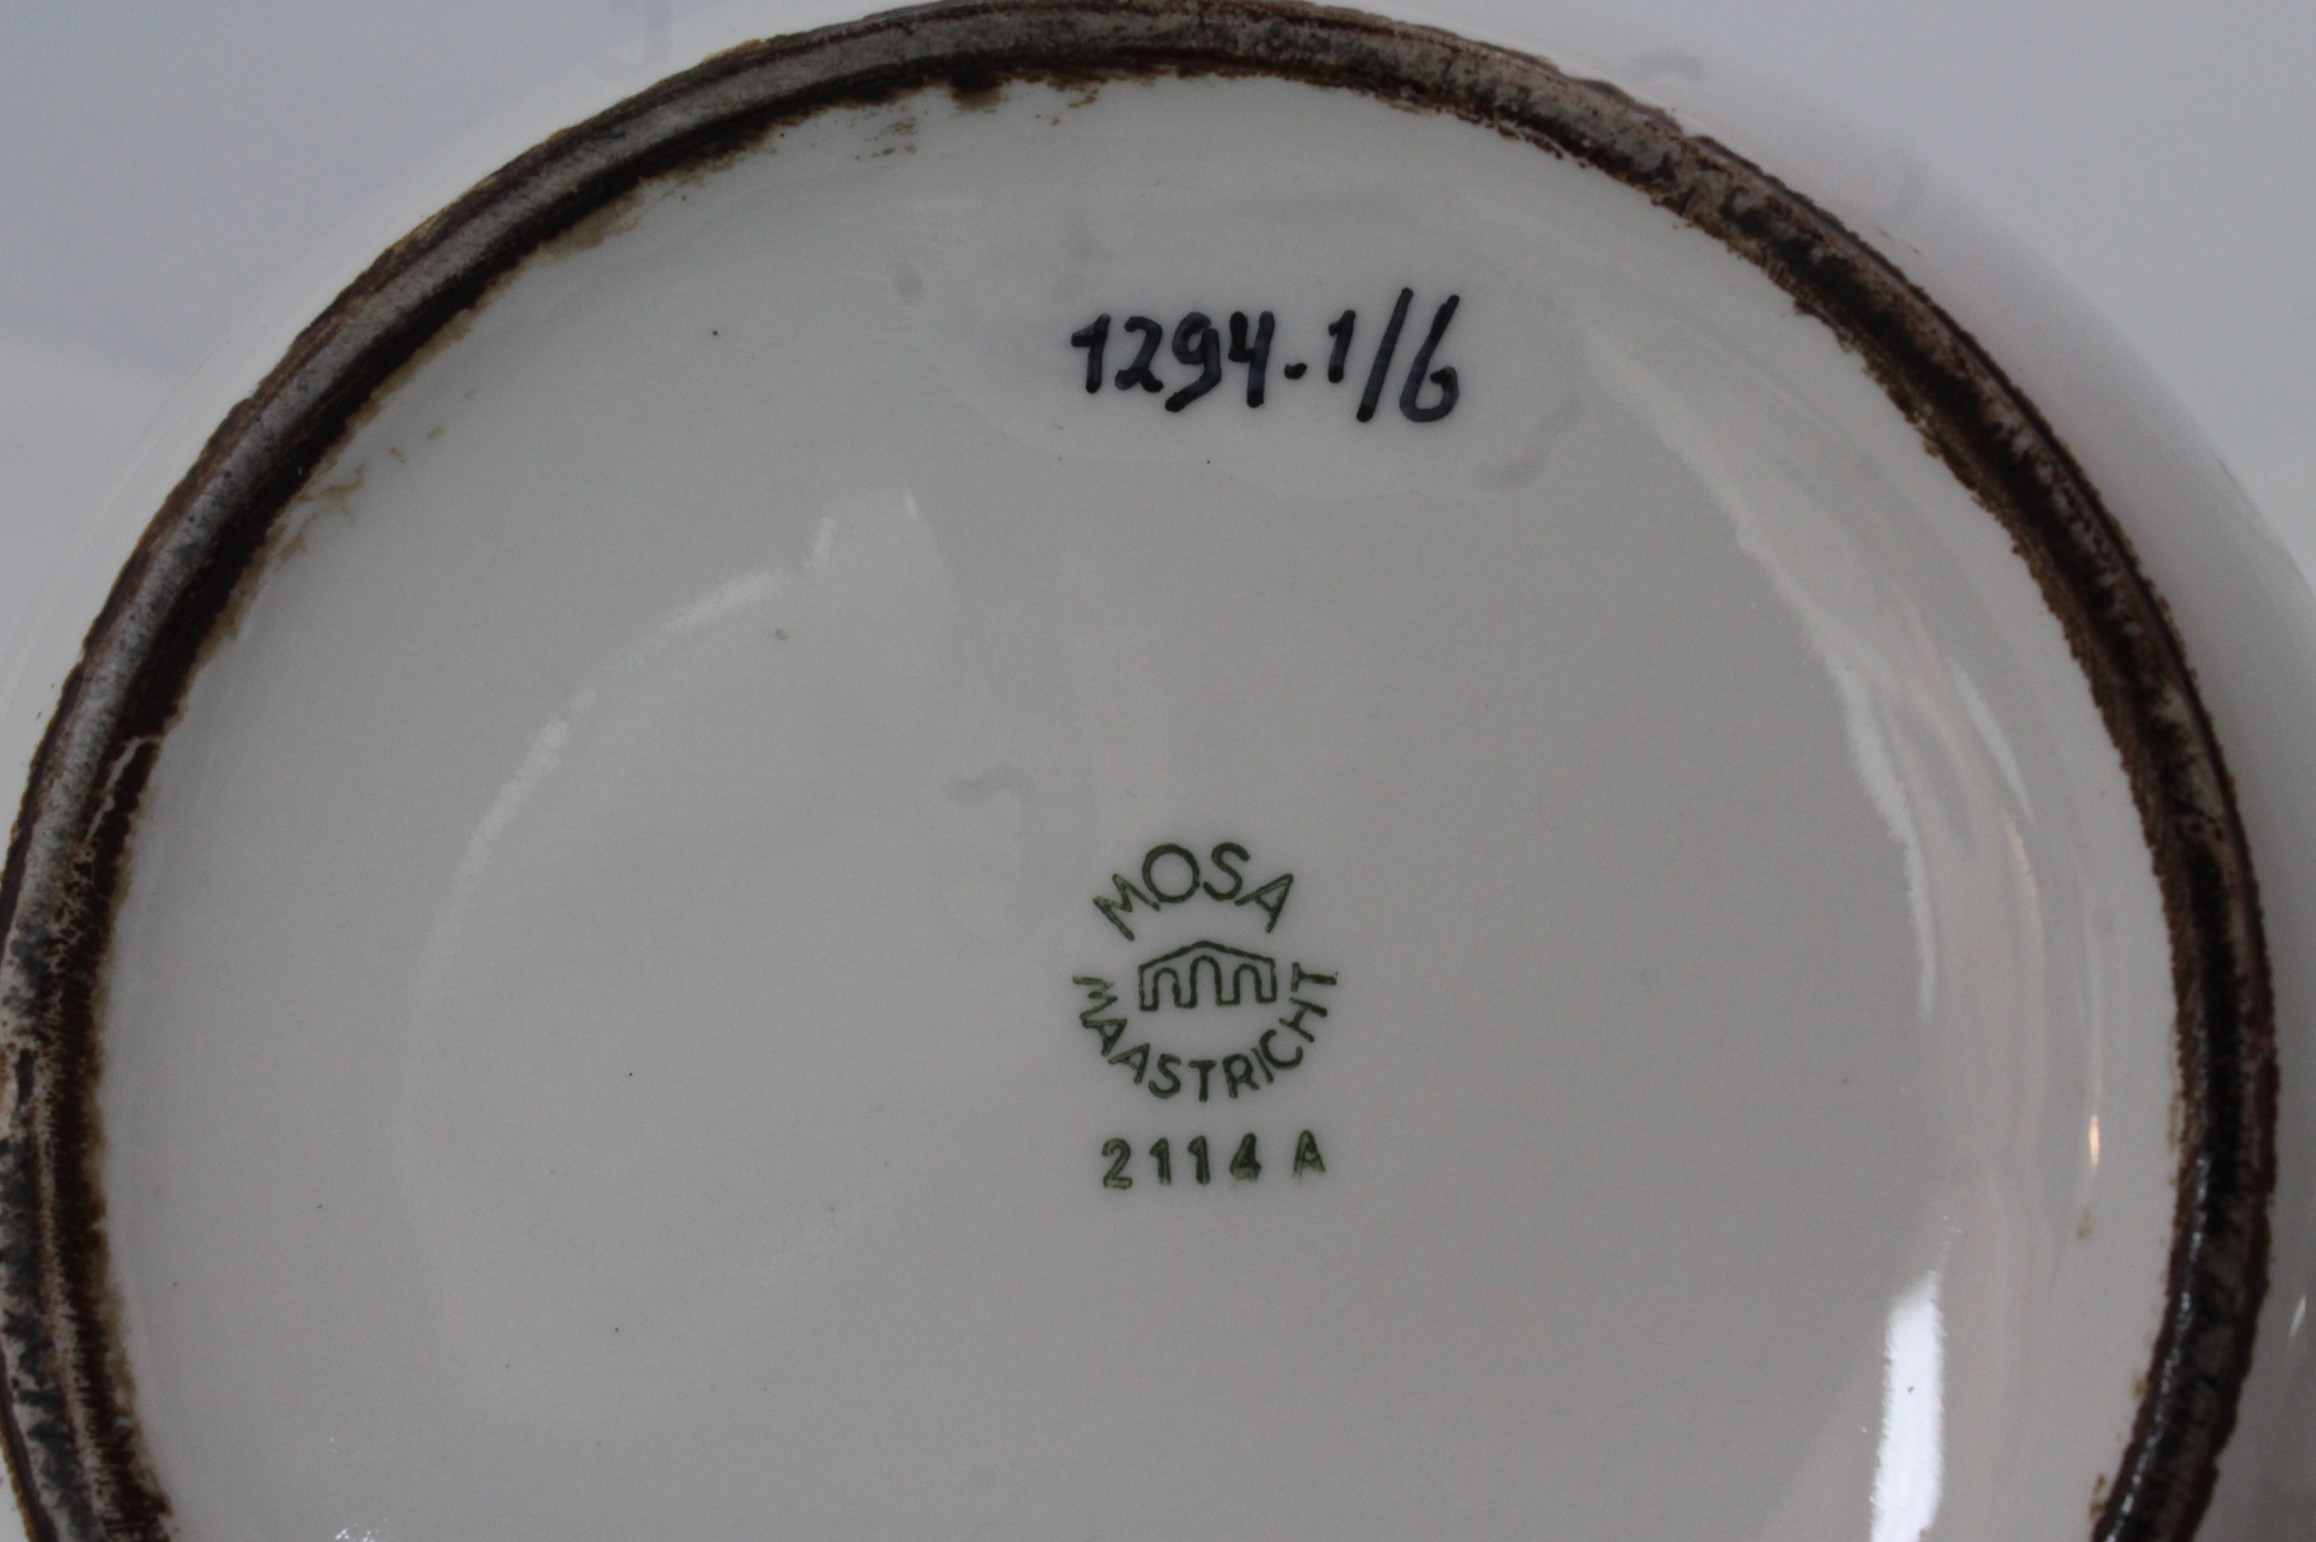 1294.1/6
MOSA
MAASTRICHT
2114 A